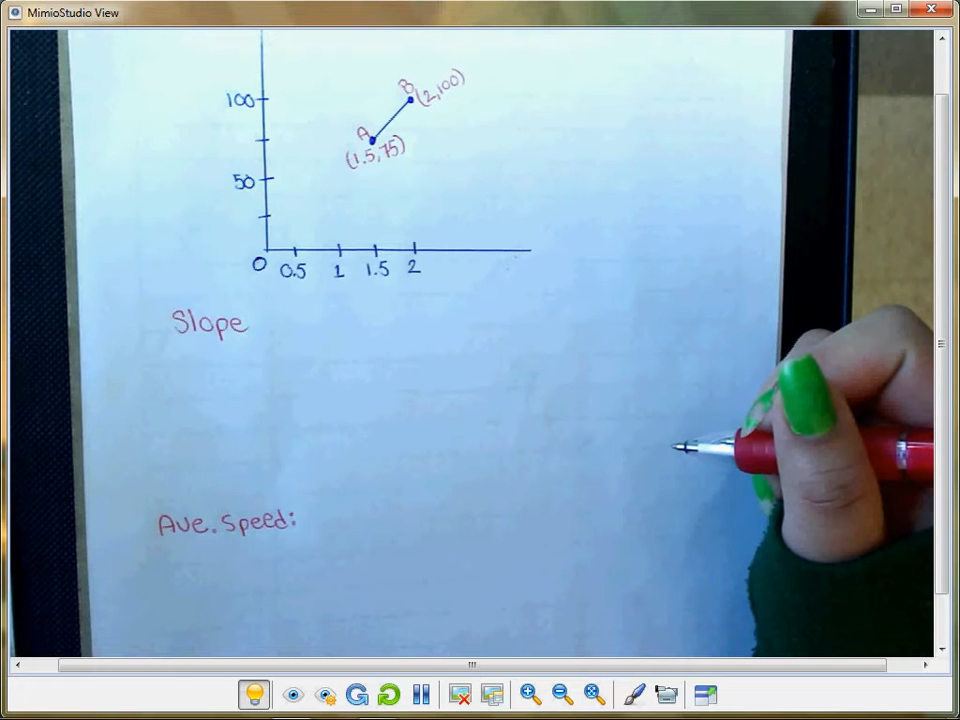 MimioStudio View
100
B
(2,100)
A
(1.5,75)
50
0 0.5 1 1.5 2
Slope
Ave. Speed: